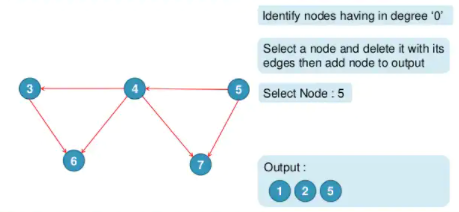 Identify nodes having in degree ‘0’
Select a node and delete it with its
edges then add node to output
3 4 5
Select Node : 5
6 7
Output :
1 2 5